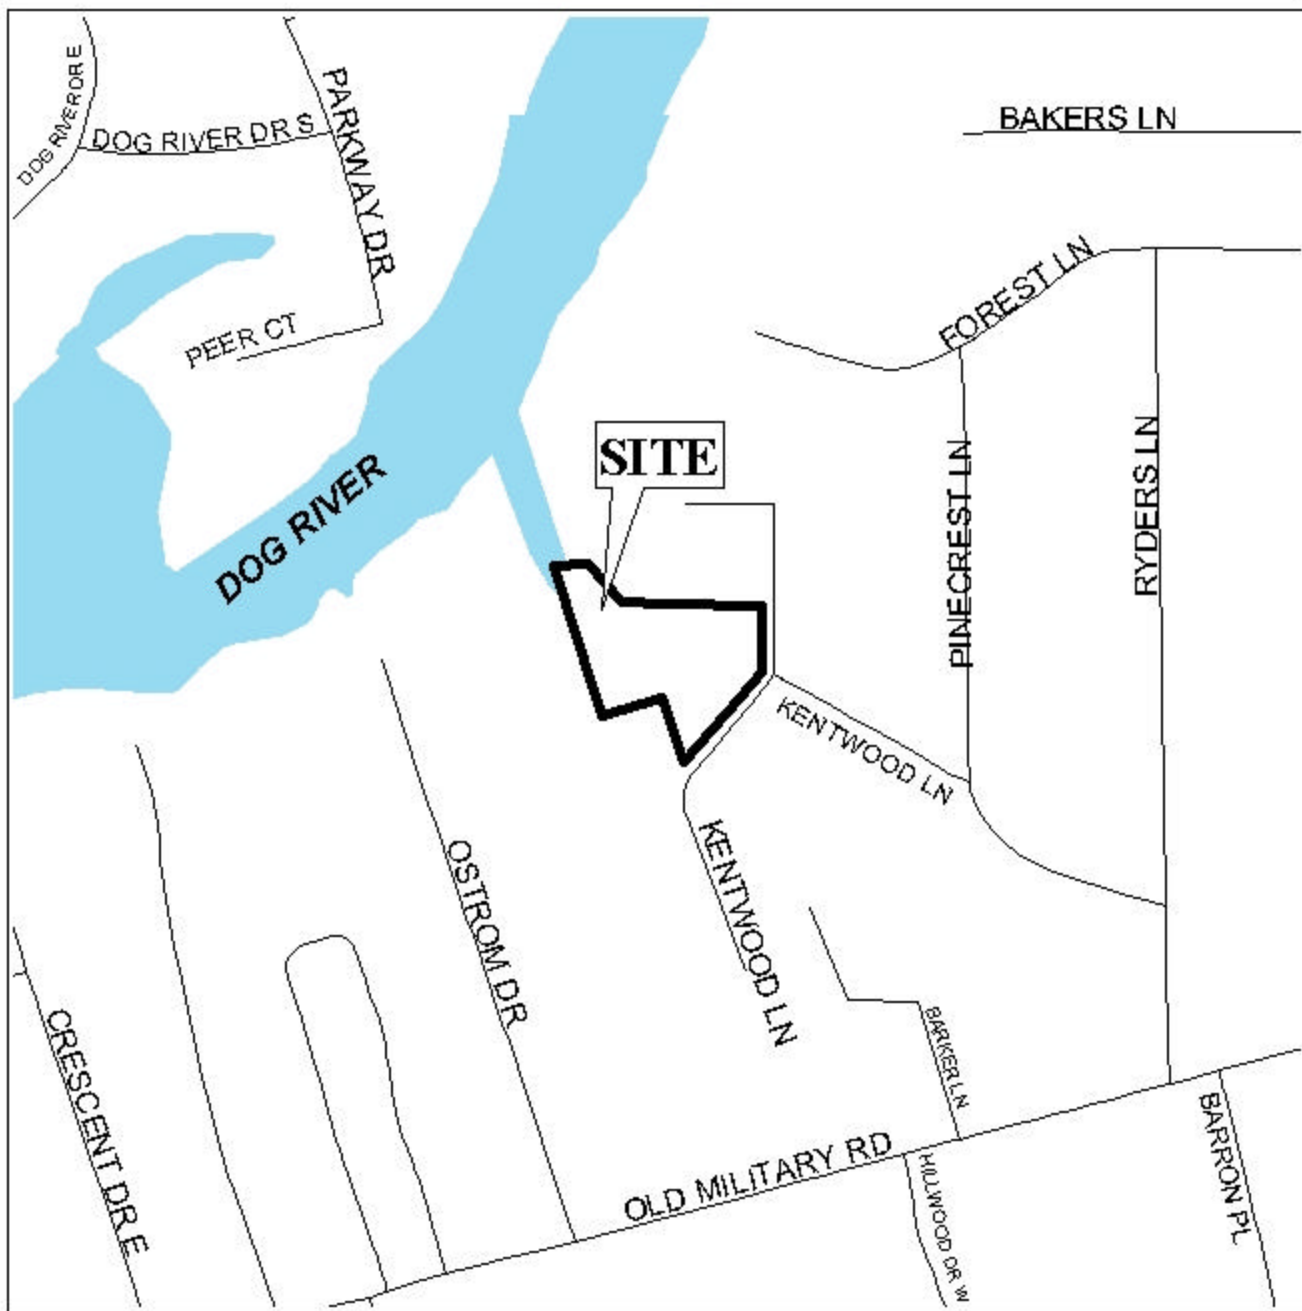 DOG RIVER DR E
DOG RIVER DR S
PARKWAY DR
BAKERS LN
PEER CT
FOREST LN
SITE
DOG RIVER
PINECREST LN
RYDERS LN
KENTWOOD LN
KENTWOOD LN
OSTROM DR
CRESCENT DR E
BARKER LN
OLD MILITARY RD
HILLWOOD DR W
BARRON PL